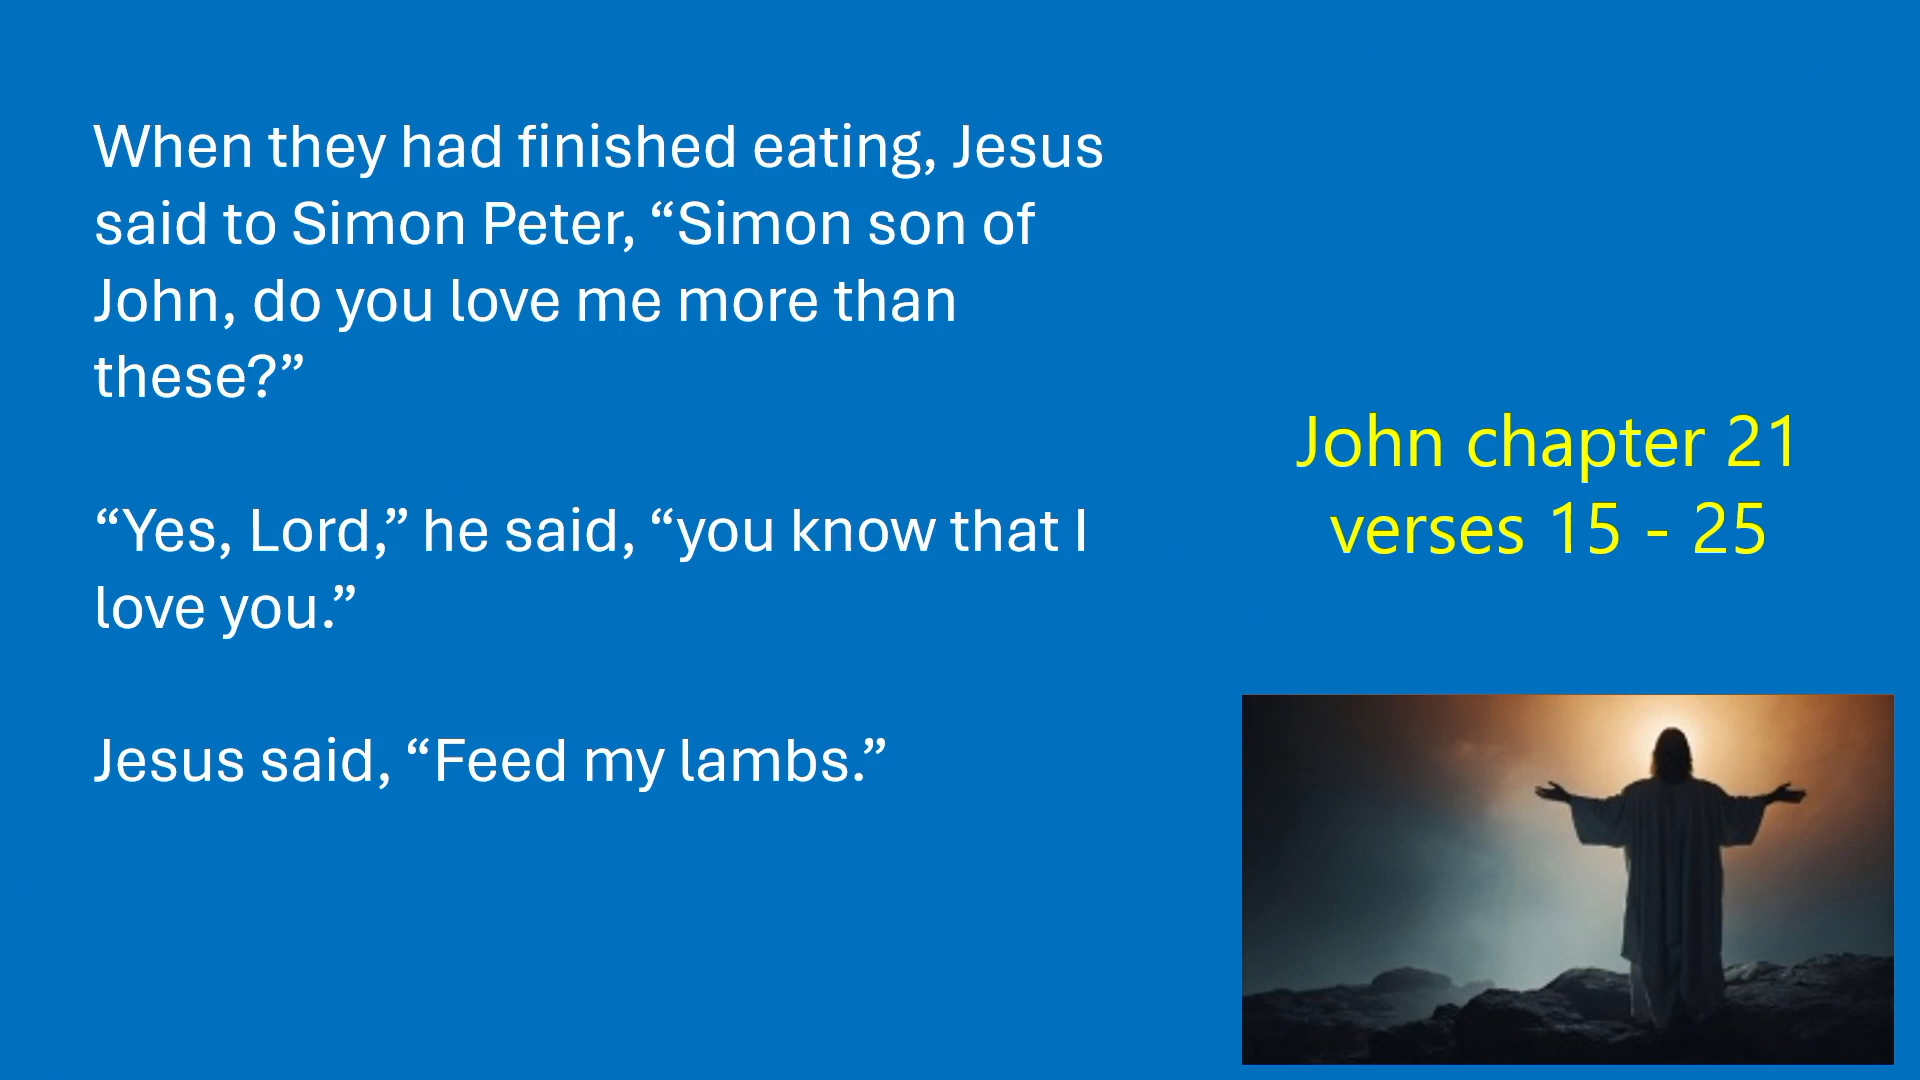 When they had finished eating, Jesus
said to Simon Peter, “Simon son of
John, do you love me more than
these?”
“Yes, Lord,” he said, “you know that I
love you.”
Jesus said, “Feed my lambs.”
John chapter 21
verses 15 - 25